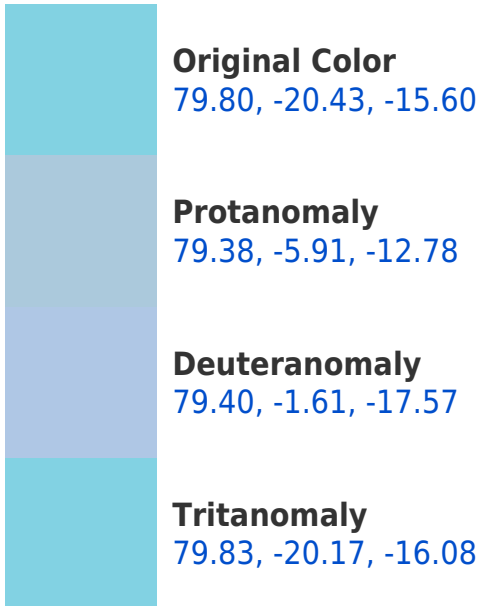 Original Color
79.80, -20.43, -15.60
Protanomaly
79.38, -5.91, -12.78
Deuteranomaly
79.40, -1.61, -17.57
Tritanomaly
79.83, -20.17, -16.08